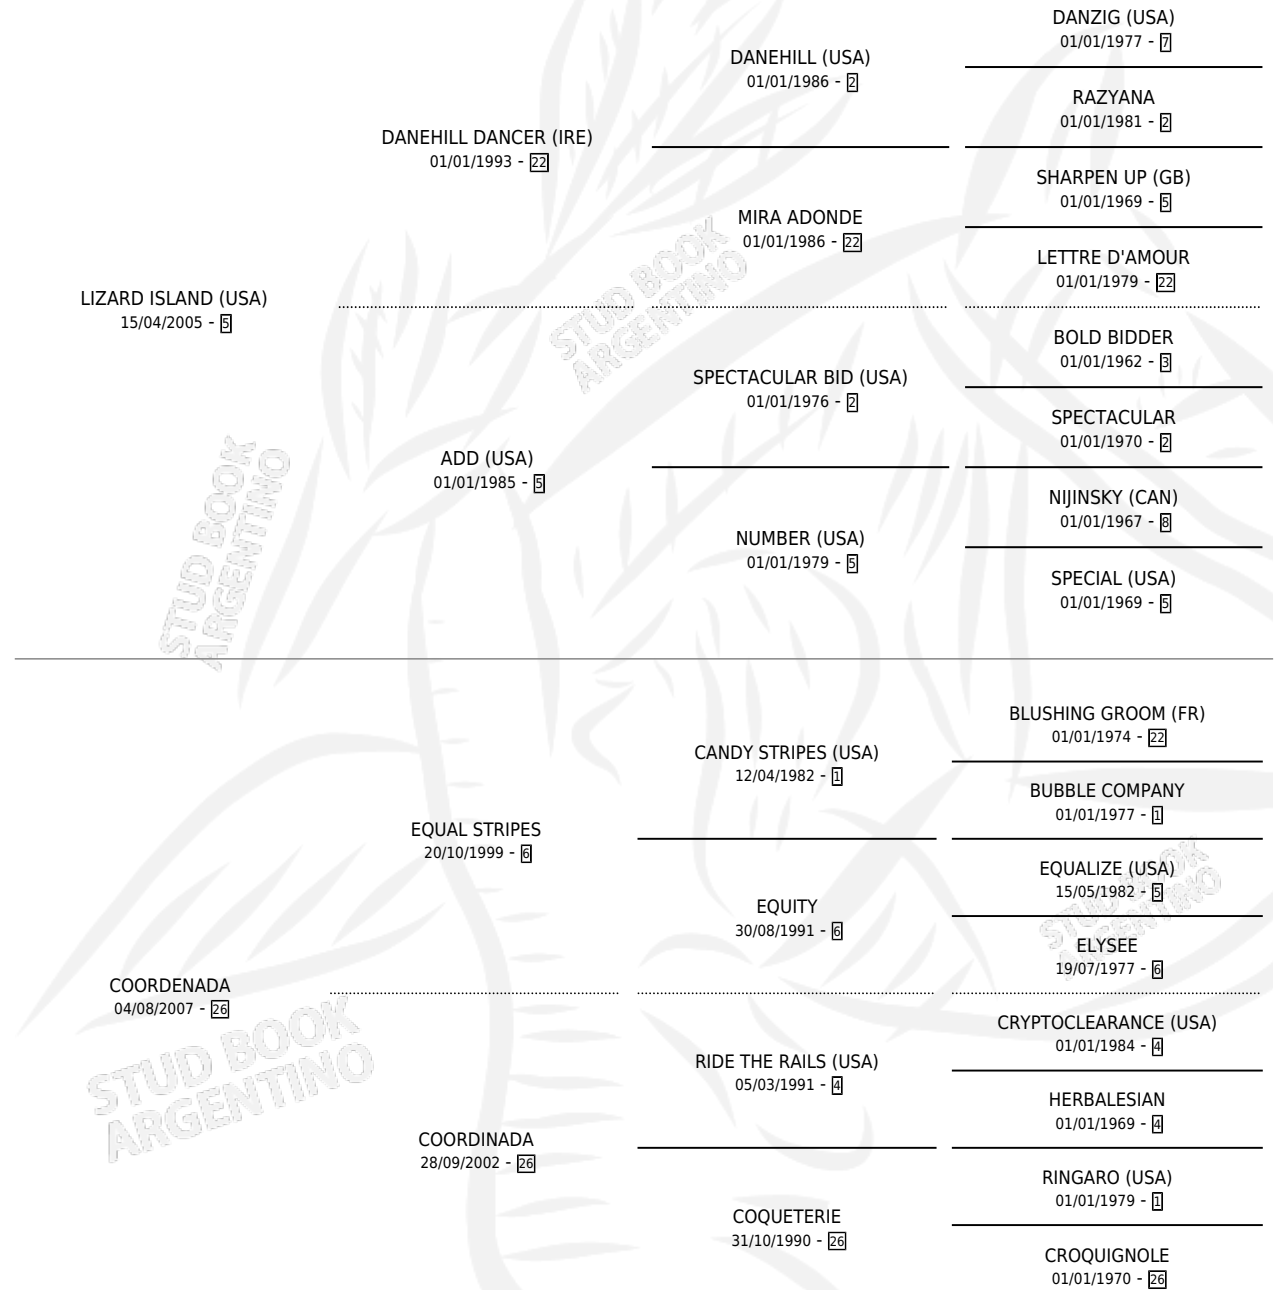 DANZIG (USA)
01/01/1977 - 7
DANEHILL (USA)
01/01/1986 - 2
RAZYANA
01/01/1981 - 2
DANEHILL DANCER (IRE)
01/01/1993 - 22
SHARPEN UP (GB)
01/01/1969 - 5
MIRA ADONDE
01/01/1986 - 22
LETTRE D'AMOUR
01/01/1979 - 22
LIZARD ISLAND (USA)
15/04/2005 - 5
BOLD BIDDER
01/01/1962 - 3
SPECTACULAR BID (USA)
01/01/1976 - 2
SPECTACULAR
01/01/1970 - 2
ADD (USA)
01/01/1985 - 5
NIJINSKY (CAN)
01/01/1967 - 8
NUMBER (USA)
01/01/1979 - 5
SPECIAL (USA)
01/01/1969 - 5
BLUSHING GROOM (FR)
01/01/1974 - 22
CANDY STRIPES (USA)
12/04/1982 - 1
BUBBLE COMPANY
01/01/1977 - 1
EQUAL STRIPES
20/10/1999 - 6
EQUALIZE (USA)
15/05/1982 - 5
EQUITY
30/08/1991 - 6
ELYSEE
19/07/1977 - 6
COORDENADA
04/08/2007 - 26
CRYPTOCLEARANCE (USA)
01/01/1984 - 4
RIDE THE RAILS (USA)
05/03/1991 - 4
HERBALESIAN
01/01/1969 - 4
COORDINADA
28/09/2002 - 26
RINGARO (USA)
01/01/1979 - 1
COQUETERIE
31/10/1990 - 26
CROQUIGNOLE
01/01/1970 - 26
STUD BOOK
ARGENTINO
STUD BOOK
ARGENTINO
STUD BOOK
ARGENTINO
STUD BOOK
ARGENTINO